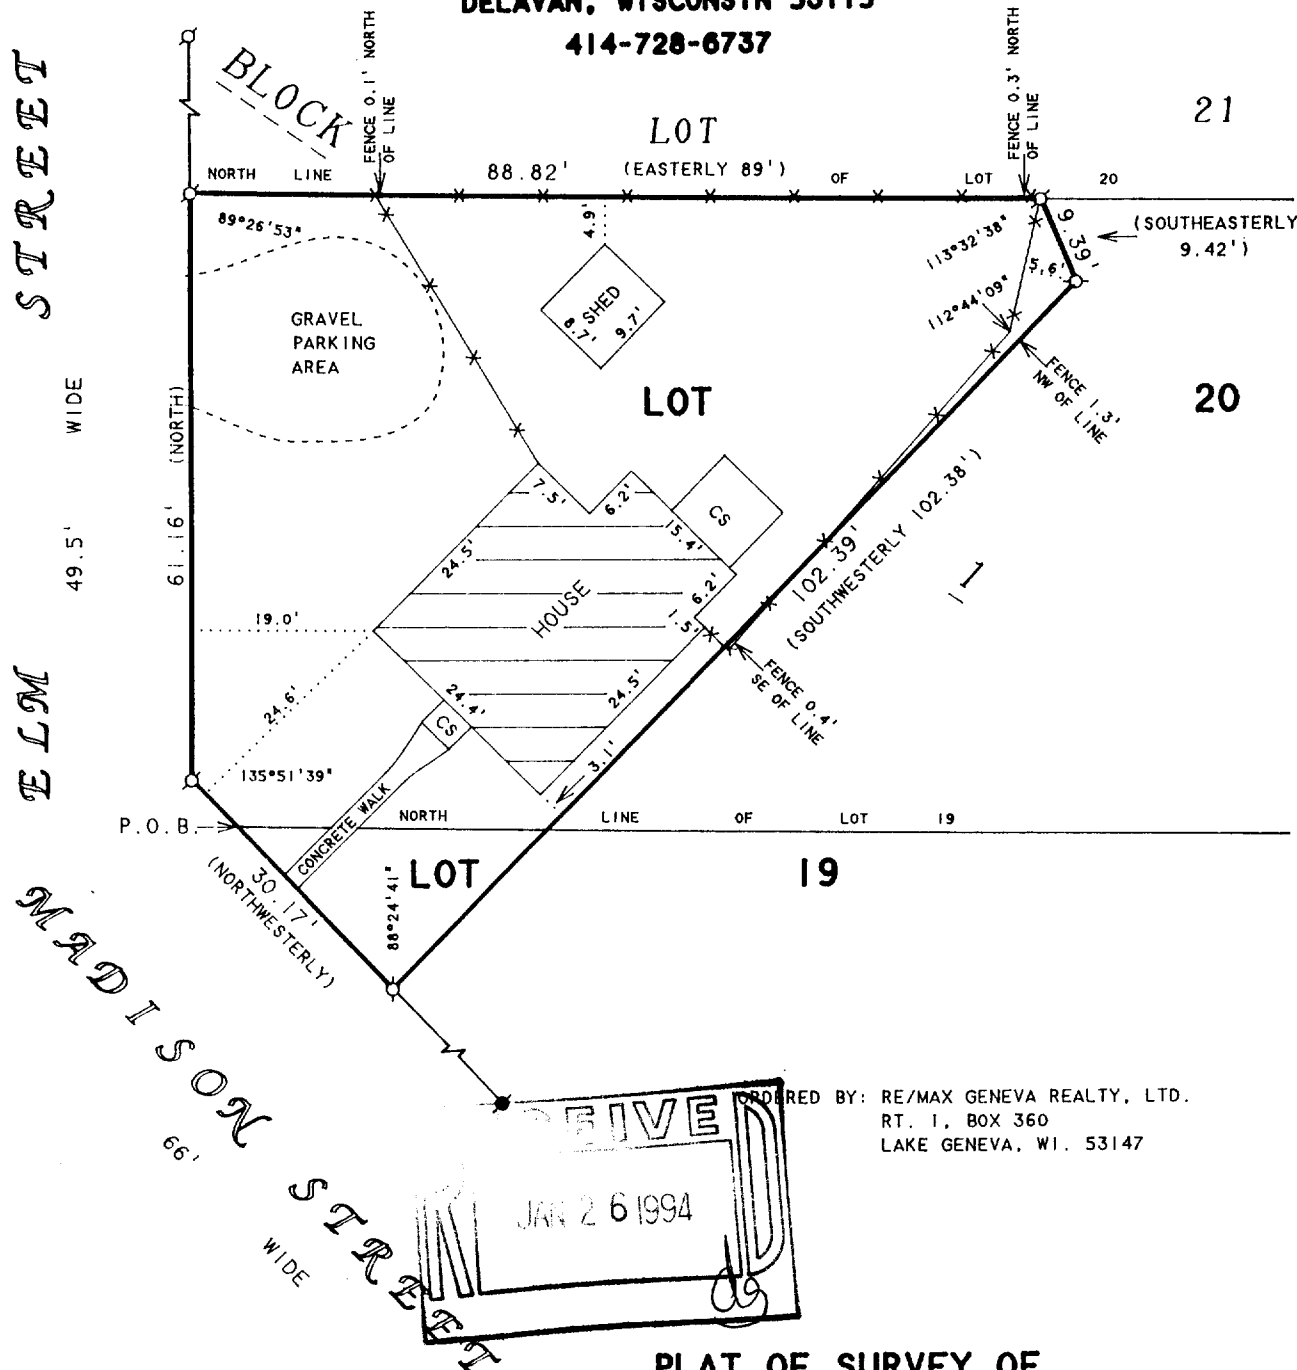 DELAVAN, WISCONSIN 53115
414-728-6737
BLOCK
FENCE 0.1' NORTH
OF LINE
LOT
21
FENCE 0.3' NORTH
OF LINE
NORTH LINE 88.82' (EASTERLY 89') OF LOT 20
89°26'53"
4.9'
113°32'38"
9.39'
(SOUTHEASTERLY
9.42')
5.6'
112°44'09"
SHED
8.7' 9.7'
GRAVEL
PARKING
AREA
LOT
20
FENCE 1.3'
NW OF LINE
ELM STREET
49.5' WIDE
61.16' (NORTH)
7.5'
6.2'
CS
15.4'
24.5'
HOUSE
6.2'
1.5'
102.39'
(SOUTHWESTERLY 102.38')
1
19.0'
24.6'
24.4'
CS
24.5'
FENCE 0.4'
SE OF LINE
3.1'
135°51'39"
CONCRETE WALK
P.O.B.
NORTH LINE OF LOT 19
LOT
19
30.17'
(NORTHWESTERLY)
88°24'41"
MADISON STREET
66' WIDE
ORDERED BY: RE/MAX GENEVA REALTY, LTD.
RT. 1, BOX 360
LAKE GENEVA, WI. 53147
RECEIVED
JAN 26 1994
PLAT OF SURVEY OF